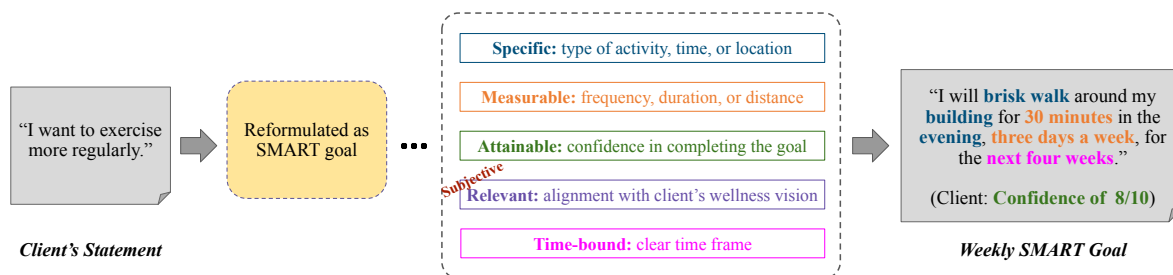 “I want to exercise
more regularly.”
Client’s Statement
Reformulated as
SMART goal
Specific: type of activity, time, or location
Measurable: frequency, duration, or distance
Attainable: confidence in completing the goal
Subjective
Relevant: alignment with client’s wellness vision
Time-bound: clear time frame
“I will brisk walk around my
building for 30 minutes in the
evening, three days a week, for
the next four weeks.”
(Client: Confidence of 8/10)
Weekly SMART Goal